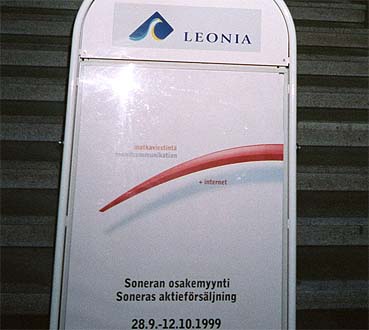 LEONIA
matkaviestintä
mobilkommunikation
+ internet
Soneran osakemyynti
Soneras aktieförsäljning
28.9.-12.10.1999